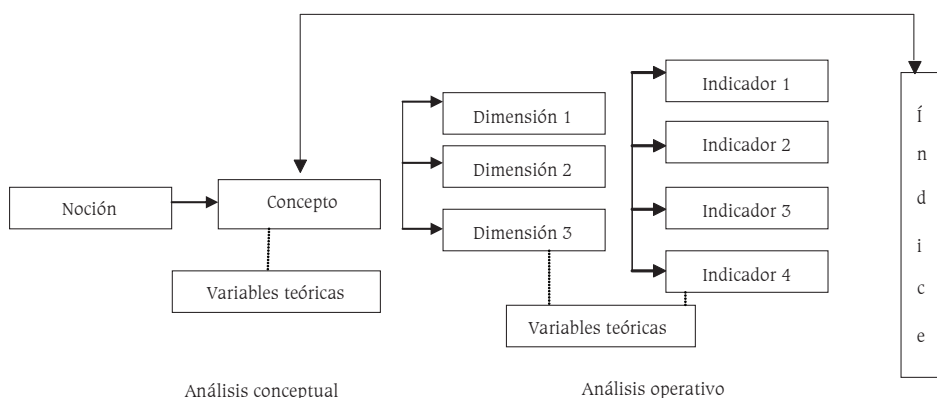 Noción
Concepto
Variables teóricas
Análisis conceptual
Dimensión 1
Dimensión 2
Dimensión 3
Indicador 1
Indicador 2
Indicador 3
Indicador 4
Variables teóricas
Análisis operativo
Índice